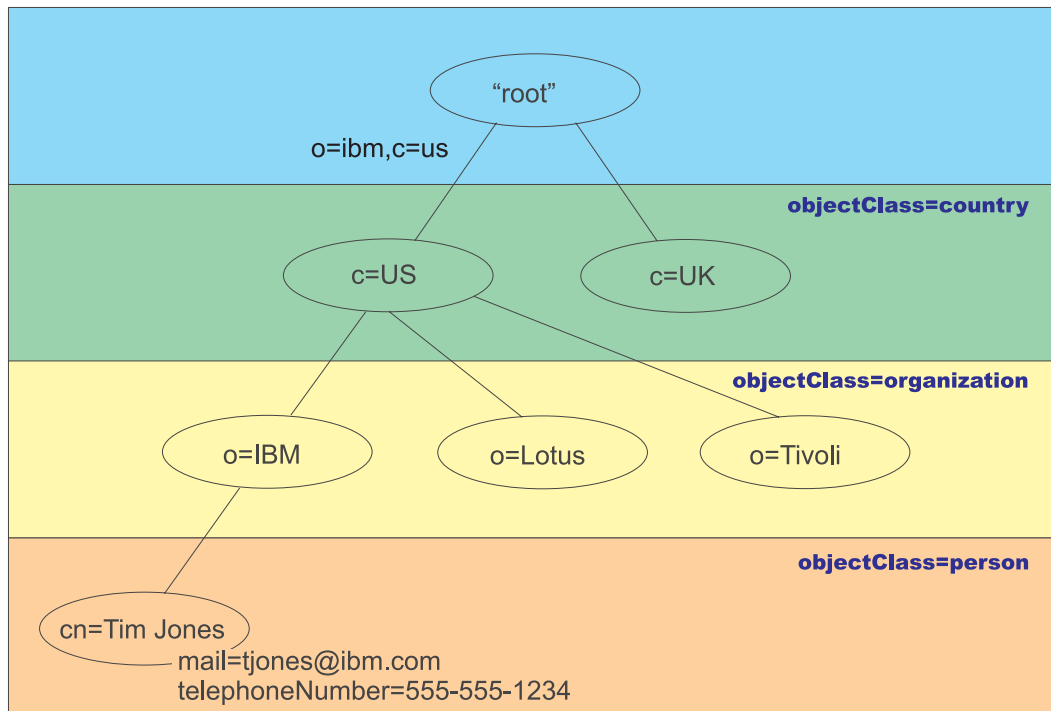 “root”
o=ibm,c=us
objectClass=country
c=US
c=UK
objectClass=organization
o=IBM
o=Lotus
o=Tivoli
objectClass=person
cn=Tim Jones
mail=tjones@ibm.com
telephoneNumber=555-555-1234